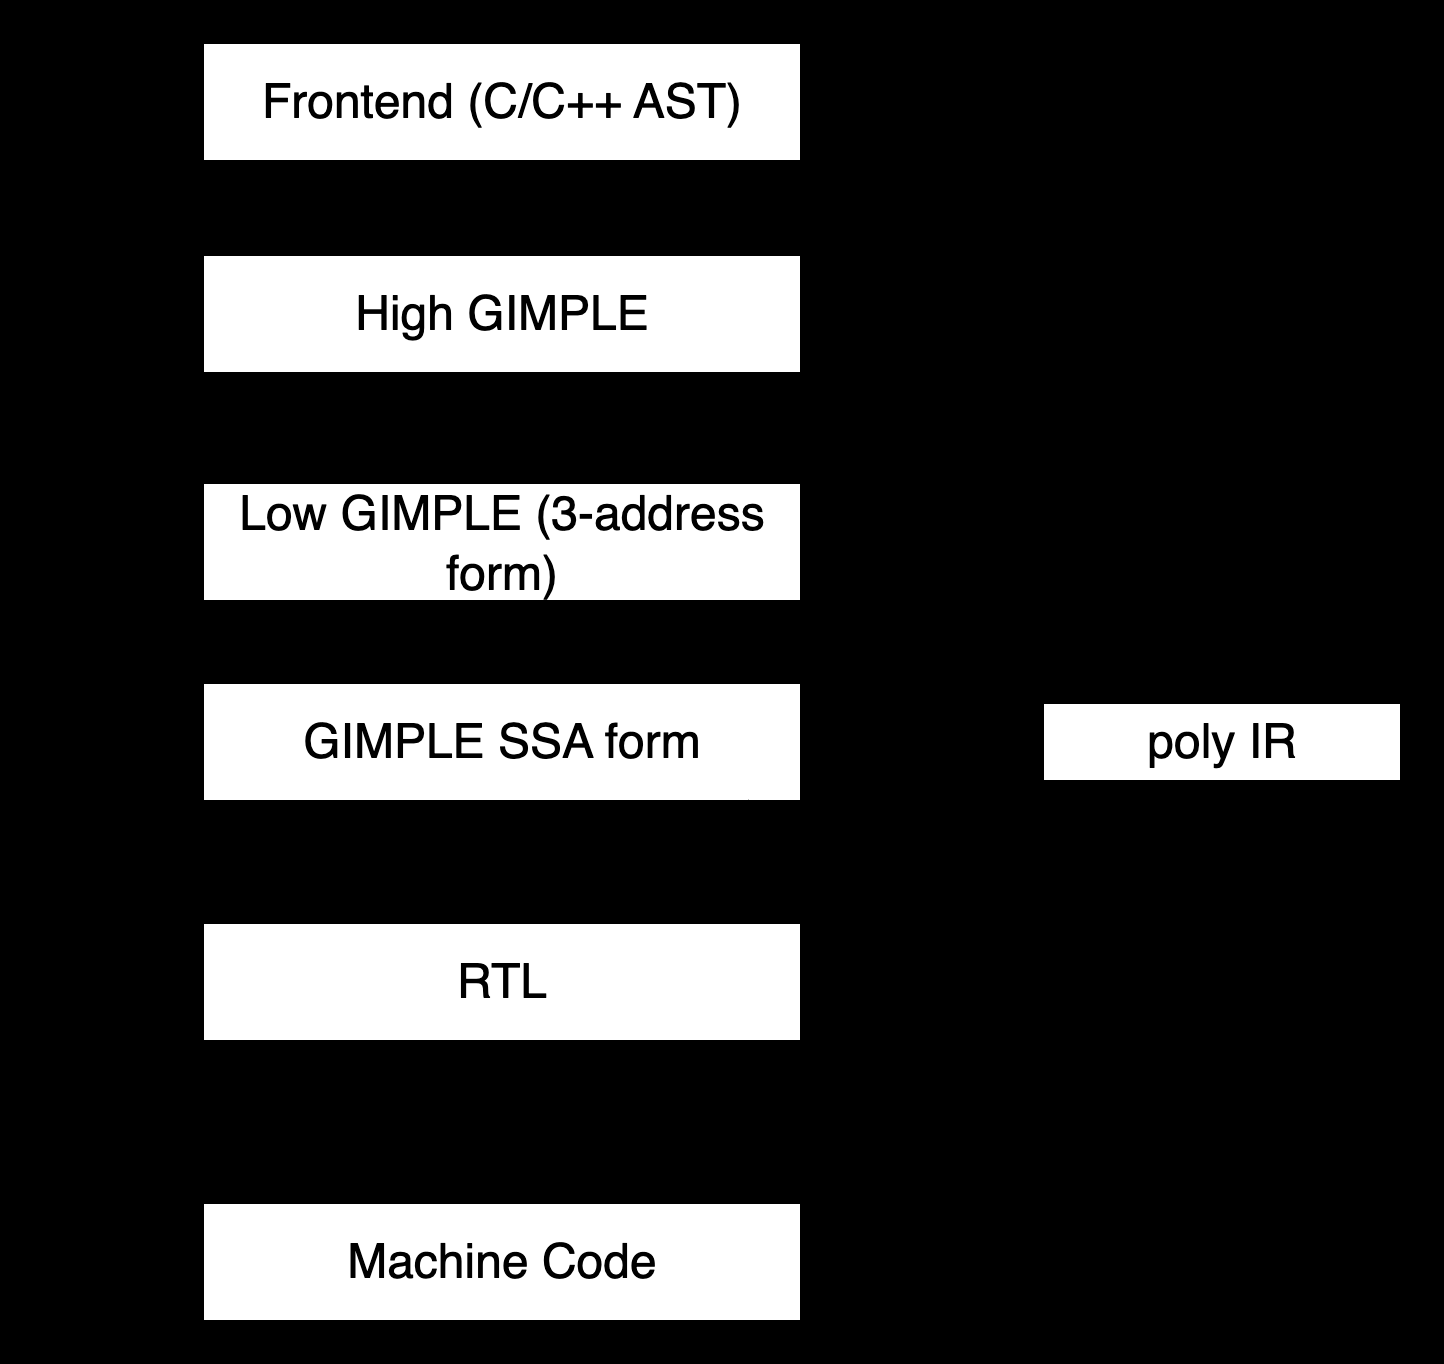 Frontend (C/C++ AST)
High GIMPLE
Low GIMPLE (3-address
form)
GIMPLE SSA form
poly IR
RTL
Machine Code